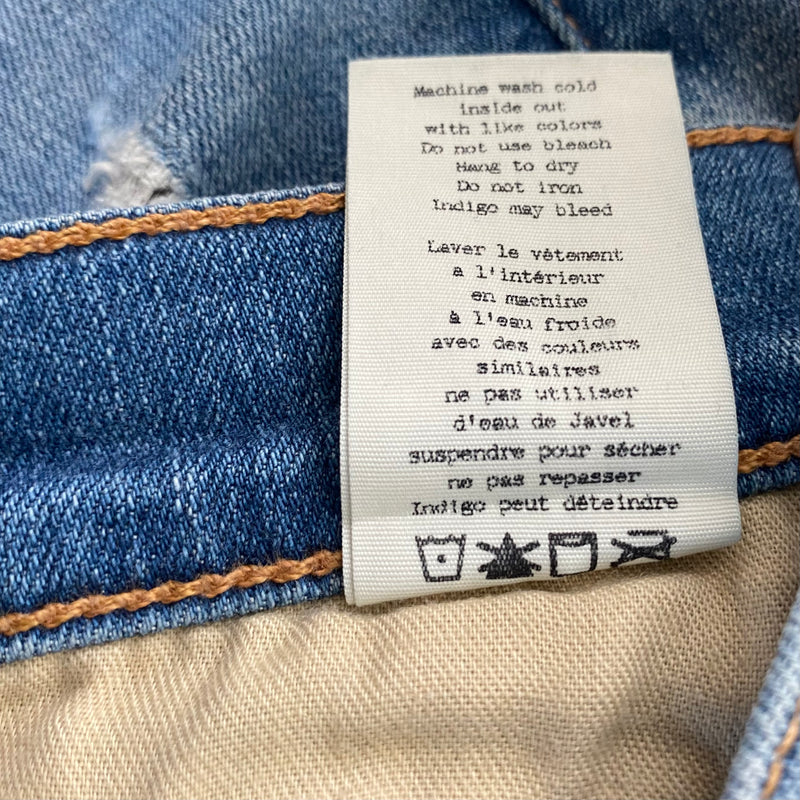 Machine wash cold
inside out
with like colors
Do not use bleach
Hang to dry
Do not iron
Indigo may bleed
Laver le vêtement
a l'intérieur
en machine
à l'eau froide
avec des couleurs
similaires
ne pas utiliser
d'eau de Javel
suspendre pour sécher
ne pas repasser
Indigo peut déteindre